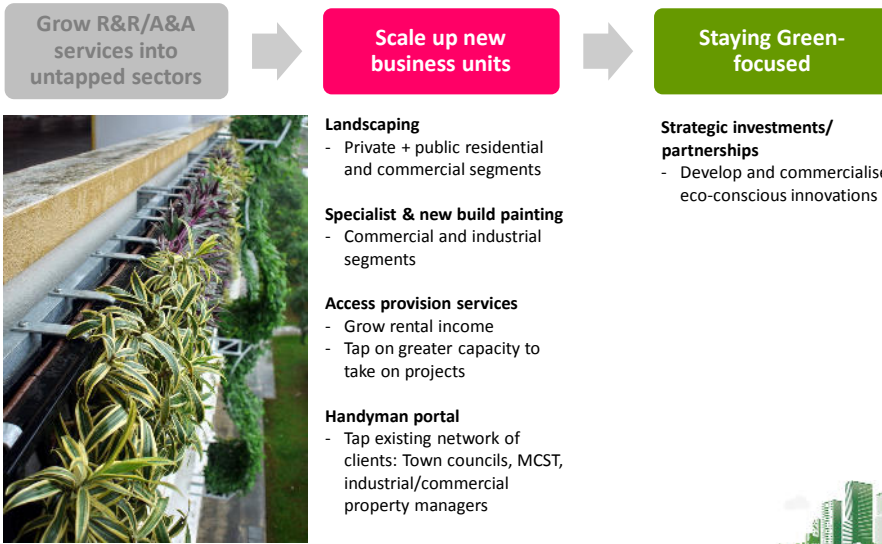 Grow R&R/A&A
services into
untapped sectors
Scale up new
business units
Staying Green-
focused
Landscaping
- Private + public residential
and commercial segments
Specialist & new build painting
- Commercial and industrial
segments
Access provision services
- Grow rental income
- Tap on greater capacity to
take on projects
Handyman portal
- Tap existing network of
clients: Town councils, MCST,
industrial/commercial
property managers
Strategic investments/
partnerships
- Develop and commercialise
eco-conscious innovations